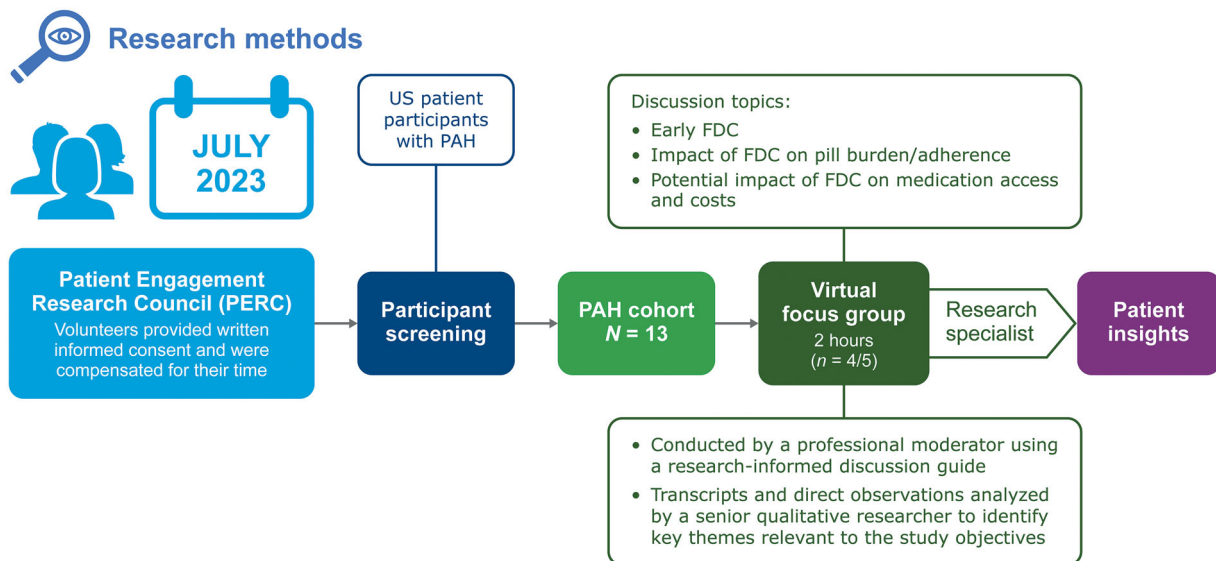 Research methods
JULY
2023
US patient
participants
with PAH
Discussion topics:
• Early FDC
• Impact of FDC on pill burden/adherence
• Potential impact of FDC on medication access
and costs
Patient Engagement
Research Council (PERC)
Volunteers provided written
informed consent and were
compensated for their time
Participant
screening
PAH cohort
N = 13
Virtual
focus group
2 hours
(n = 4/5)
Research
specialist
Patient
insights
• Conducted by a professional moderator using
a research-informed discussion guide
• Transcripts and direct observations analyzed
by a senior qualitative researcher to identify
key themes relevant to the study objectives